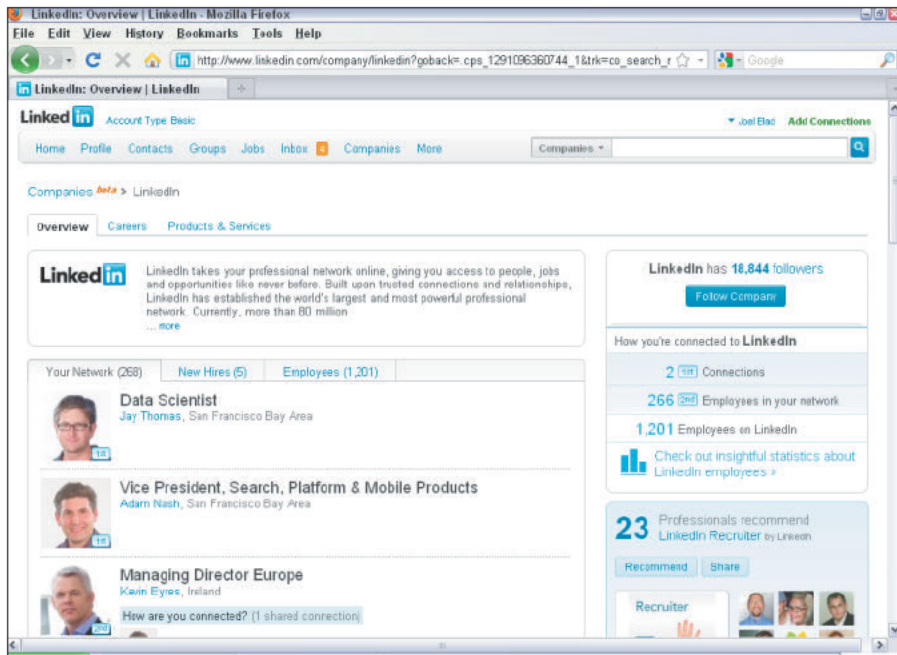 LinkedIn: Overview | LinkedIn - Mozilla Firefox
File Edit View History Bookmarks Tools Help
http://www.linkedin.com/company/linkedin?goback=.cps_1291096360744_1&trk=co_search_r
Google
LinkedIn: Overview | LinkedIn
Linked in Account Type: Basic
Joel Elad Add Connections
Home Profile Contacts Groups Jobs Inbox 4 Companies More
Companies
Companies beta > LinkedIn
Overview Careers Products & Services
Linked in
LinkedIn takes your professional network online, giving you access to people, jobs
and opportunities like never before. Built upon trusted connections and relationships,
LinkedIn has established the world's largest and most powerful professional
network. Currently, more than 80 million
... more
Your Network (268) New Hires (5) Employees (1,201)
Data Scientist
Jay Thomas, San Francisco Bay Area
1st
Vice President, Search, Platform & Mobile Products
Adam Nash, San Francisco Bay Area
1st
Managing Director Europe
Kevin Eyres, Ireland
2nd
How are you connected? (1 shared connection)
LinkedIn has 18,844 followers
Follow Company
How you're connected to LinkedIn
2 1st Connections
266 2nd Employees in your network
1,201 Employees on LinkedIn
Check out insightful statistics about
LinkedIn employees »
23 Professionals recommend
LinkedIn Recruiter by LinkedIn
Recommend Share
Recruiter